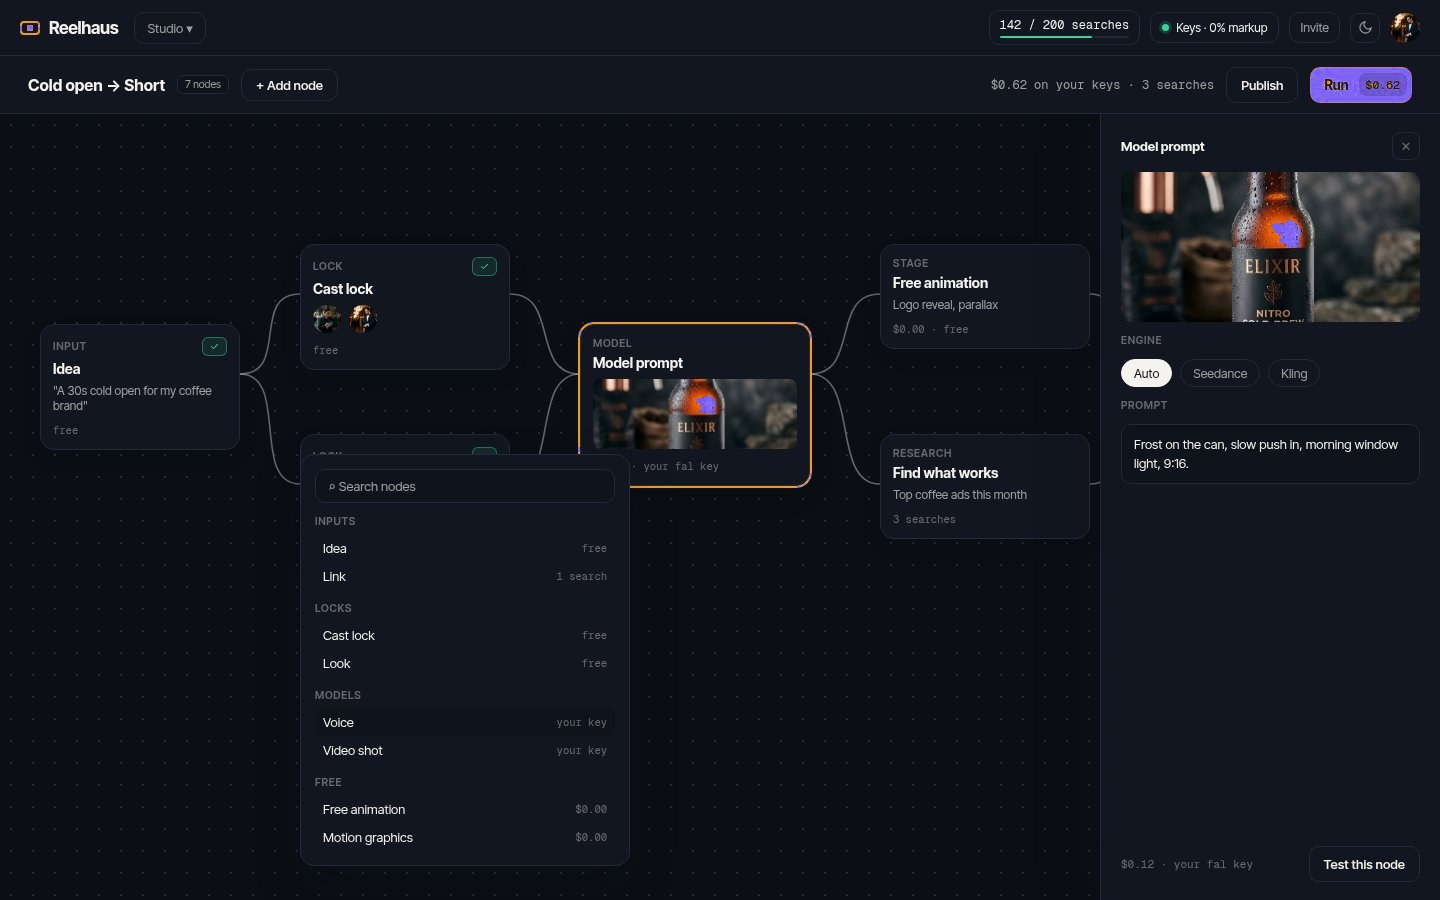 Reelhaus
Studio ▾
142 / 200 searches
Keys · 0% markup
Invite
Cold open → Short
7 nodes
+ Add node
$0.62 on your keys · 3 searches
Publish
Run $0.62
INPUT
Idea
"A 30s cold open for my coffee
brand"
free
LOCK
Cast lock
free
LOCK
MODEL
Model prompt
ELIXIR
· your fal key
STAGE
Free animation
Logo reveal, parallax
$0.00 · free
RESEARCH
Find what works
Top coffee ads this month
3 searches
Search nodes
INPUTS
Idea free
Link 1 search
LOCKS
Cast lock free
Look free
MODELS
Voice your key
Video shot your key
FREE
Free animation $0.00
Motion graphics $0.00
Model prompt
ELIXIR
NITRO
COLD BREW
ENGINE
Auto
Seedance
Kling
PROMPT
Frost on the can, slow push in, morning window
light, 9:16.
$0.12 · your fal key
Test this node